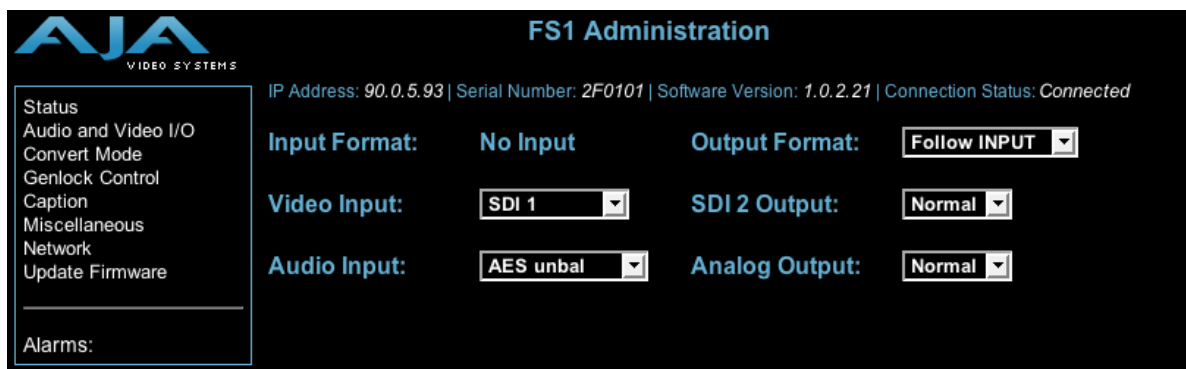 AJA
VIDEO SYSTEMS
FS1 Administration
IP Address: 90.0.5.93 | Serial Number: 2F0101 | Software Version: 1.0.2.21 | Connection Status: Connected
Status
Audio and Video I/O
Convert Mode
Genlock Control
Caption
Miscellaneous
Network
Update Firmware
Alarms:
Input Format: No Input Output Format: Follow INPUT
Video Input: SDI 1 SDI 2 Output: Normal
Audio Input: AES unbal Analog Output: Normal